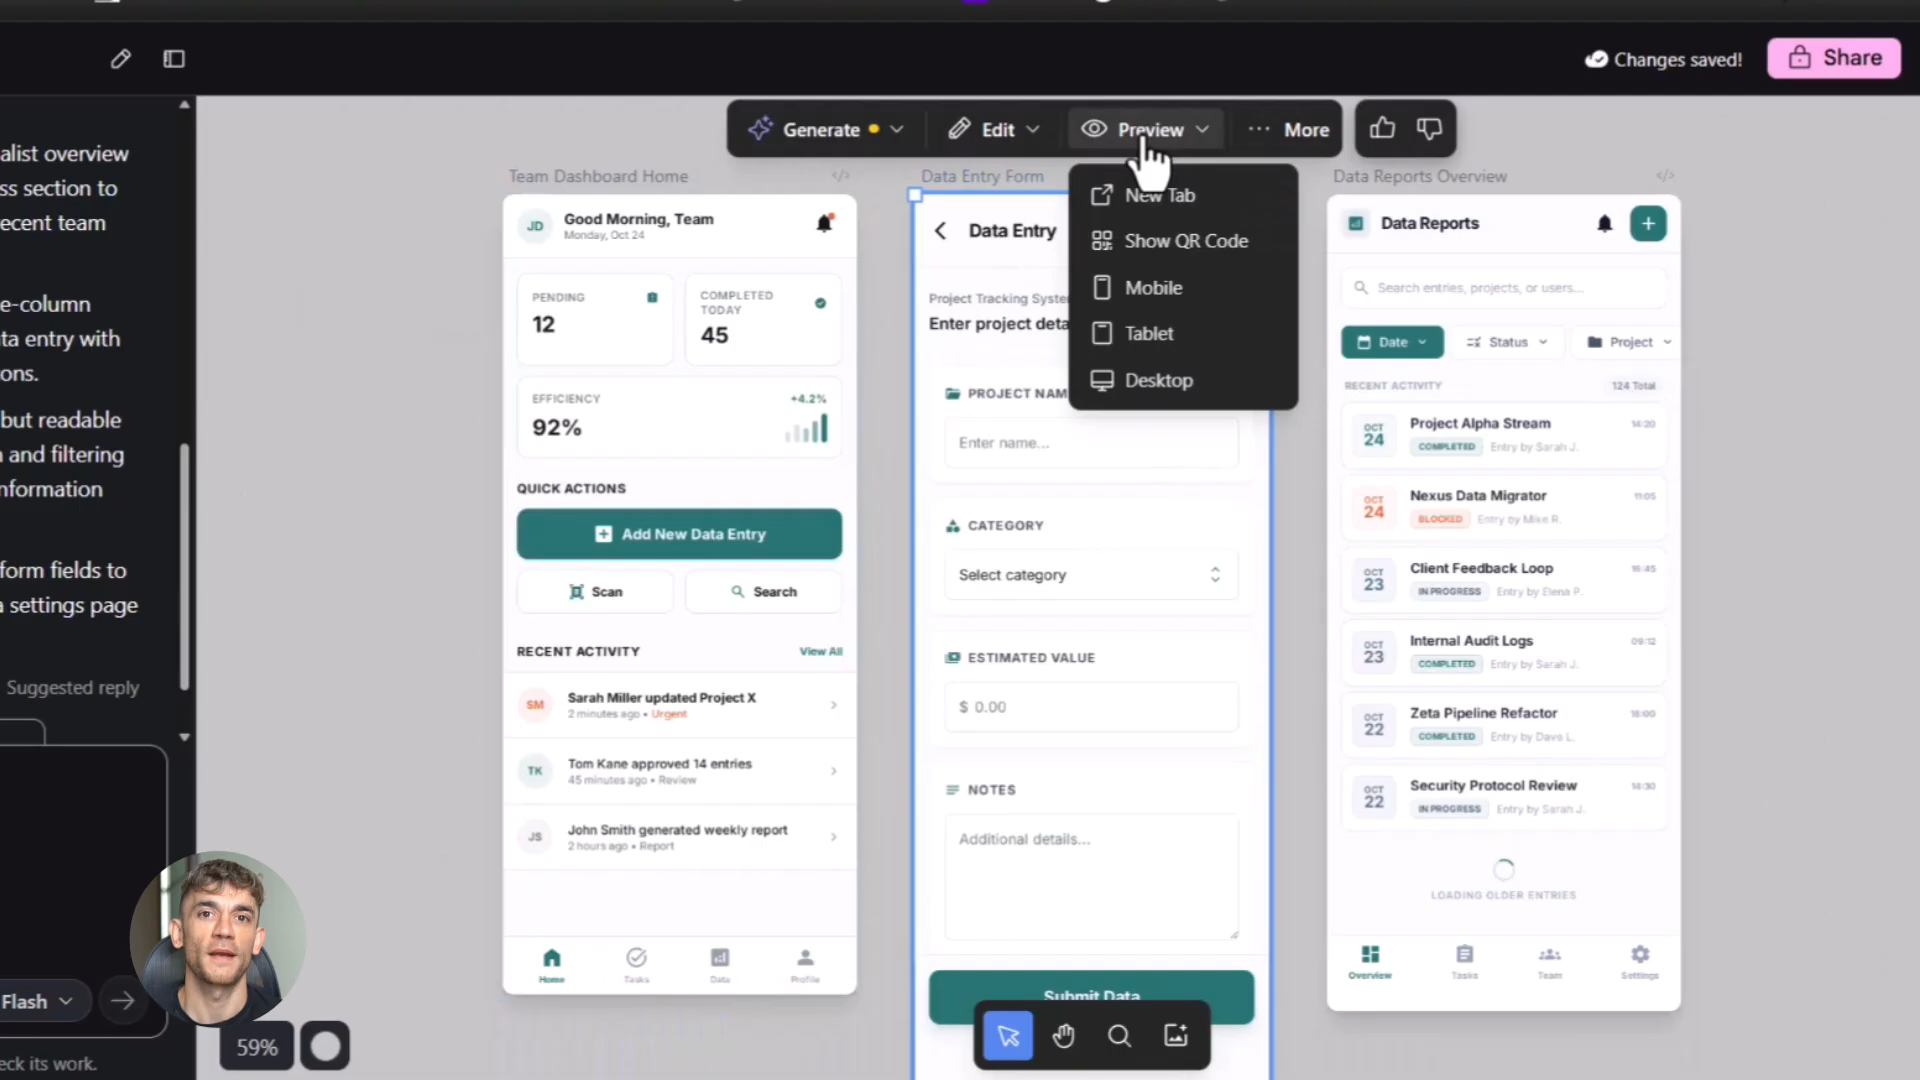 Changes saved!
Share
alist overview
ss section to
recent team
e-column
ta entry with
ons.
but readable
n and filtering
nformation
form fields to
a settings page
Suggested reply
Flash
eck its work.
59%
Generate
Edit
Preview
More
New Tab
Show QR Code
Mobile
Tablet
Desktop
Team Dashboard Home
</>
JD
Good Morning, Team
Monday, Oct 24
PENDING
12
COMPLETED
TODAY
45
EFFICIENCY
+4.2%
92%
QUICK ACTIONS
Add New Data Entry
Scan
Search
RECENT ACTIVITY
View All
SM
Sarah Miller updated Project X
2 minutes ago • Urgent
TK
Tom Kane approved 14 entries
45 minutes ago • Review
JS
John Smith generated weekly report
2 hours ago • Report
Home
Tasks
Data
Profile
Data Entry Form
Data Entry
Project Tracking Syste
Enter project deta
PROJECT NAM
Enter name...
CATEGORY
Select category
ESTIMATED VALUE
$ 0.00
NOTES
Additional details...
Submit Data
Data Reports Overview
</>
Data Reports
Search entries, projects, or users...
Date
Status
Project
RECENT ACTIVITY
124 Total
OCT
24
Project Alpha Stream
14:20
COMPLETED
Entry by Sarah J.
OCT
24
Nexus Data Migrator
11:05
BLOCKED
Entry by Mike R.
OCT
23
Client Feedback Loop
16:45
IN PROGRESS
Entry by Elena P.
OCT
23
Internal Audit Logs
09:12
COMPLETED
Entry by Sarah J.
OCT
22
Zeta Pipeline Refactor
18:00
COMPLETED
Entry by Dave L.
OCT
22
Security Protocol Review
14:30
IN PROGRESS
Entry by Sarah J.
LOADING OLDER ENTRIES
Overview
Tasks
Team
Settings